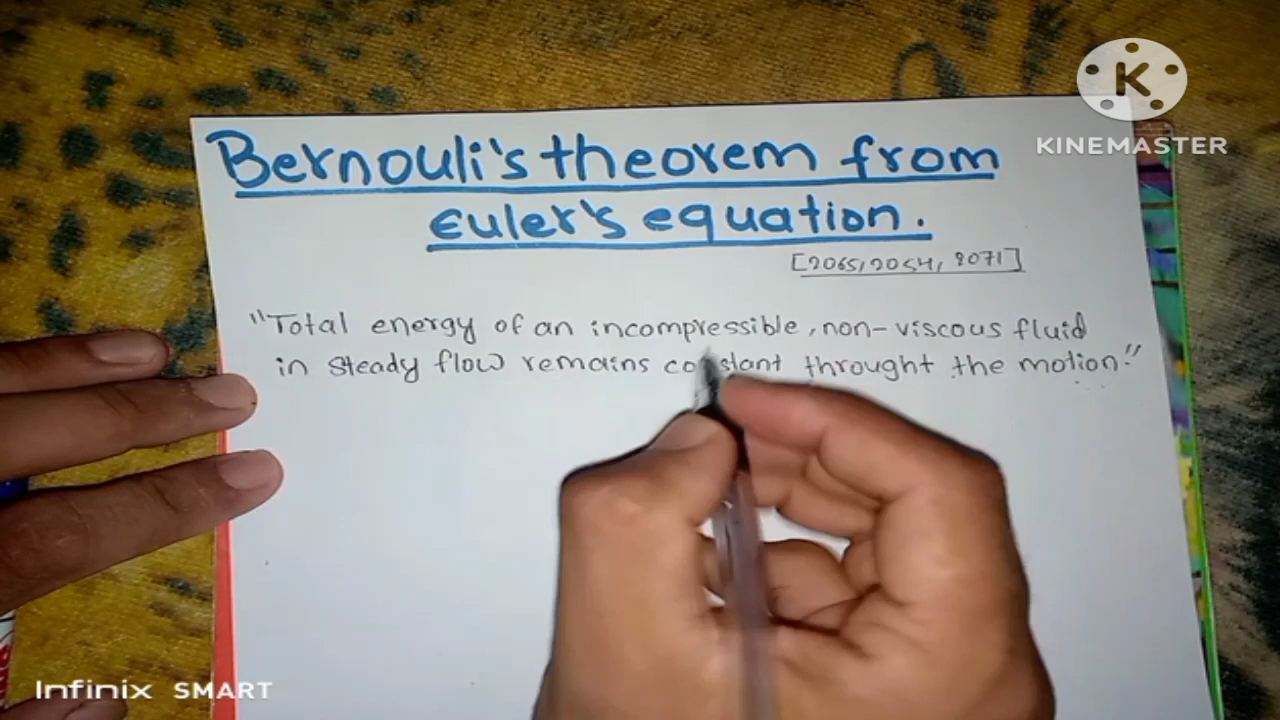 Bernouli's theorem from
Euler's equation.
[2065, 2054, 2071]
"Total energy of an incompressible, non-viscous fluid
in steady flow remains constant throught the motion."
K
KINEMASTER
Infinix SMART